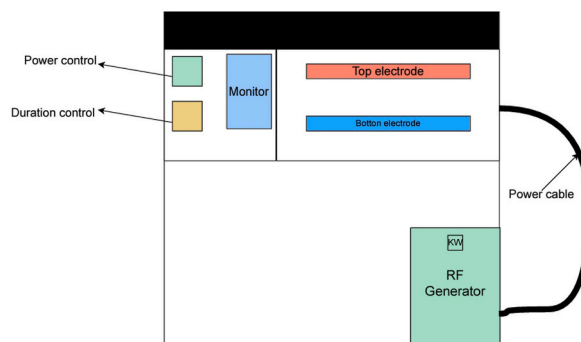 Power control
Duration control
Monitor
Top electrode
Botton electrode
Power cable
KW
RF
Generator